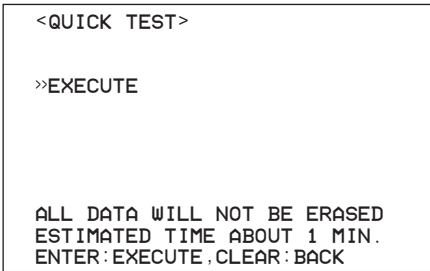 <QUICK TEST>
»EXECUTE
ALL DATA WILL NOT BE ERASED
ESTIMATED TIME ABOUT 1 MIN.
ENTER:EXECUTE,CLEAR:BACK